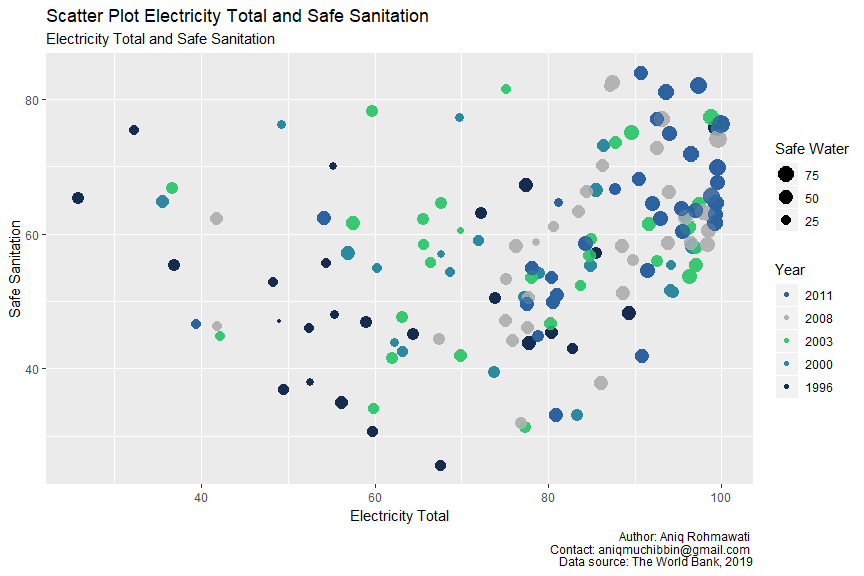 Scatter Plot Electricity Total and Safe Sanitation
Electricity Total and Safe Sanitation
80
60
40
Safe Sanitation
40 60 80 100
Electricity Total
Safe Water
75
50
25
Year
2011
2008
2003
2000
1996
Author: Aniq Rohmawati
Contact: aniqmuchibbin@gmail.com
Data source: The World Bank, 2019